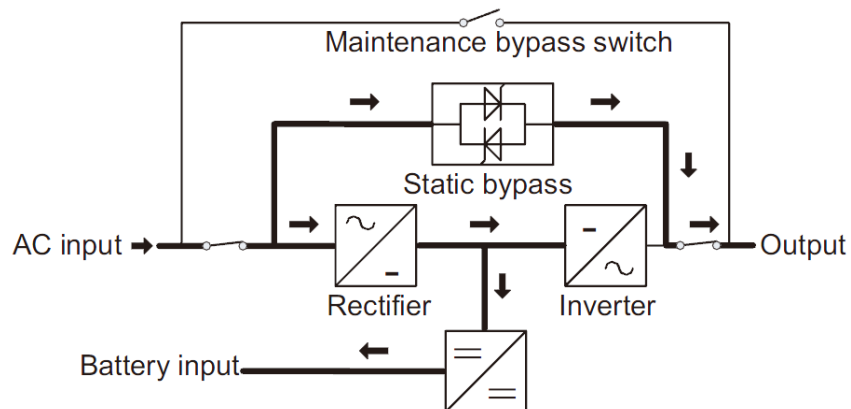 Maintenance bypass switch
Static bypass
AC input
Output
Rectifier
Inverter
Battery input